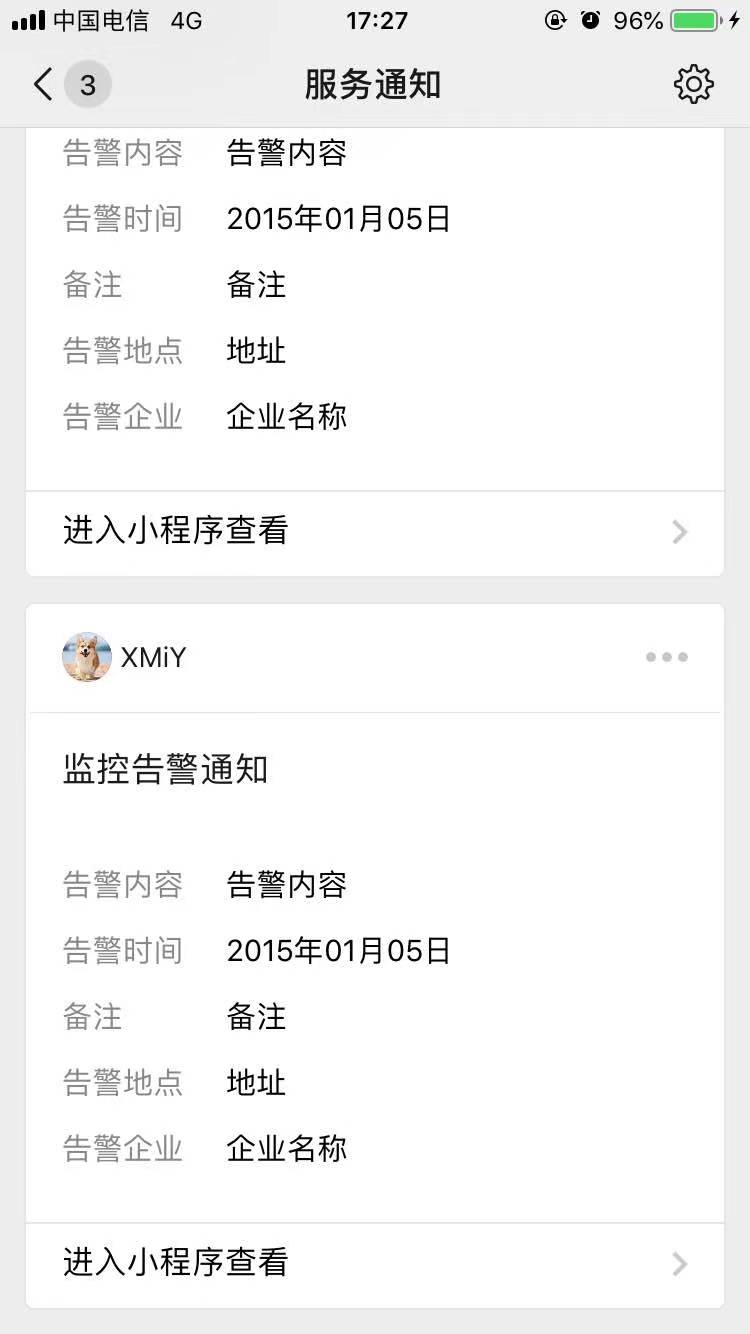 中国电信 4G 17:27 96%
3 服务通知
告警内容 告警内容
告警时间 2015年01月05日
备注 备注
告警地点 地址
告警企业 企业名称
进入小程序查看
XMiY
监控告警通知
告警内容 告警内容
告警时间 2015年01月05日
备注 备注
告警地点 地址
告警企业 企业名称
进入小程序查看